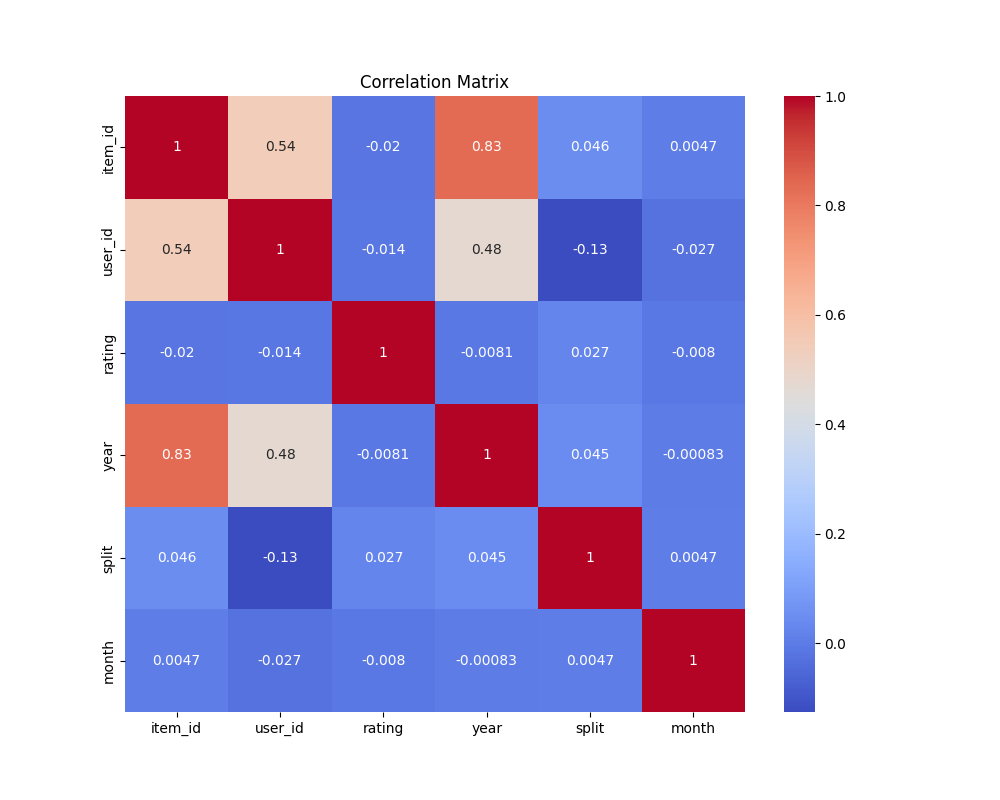 Correlation Matrix
item_id 1 0.54 -0.02 0.83 0.046 0.0047
user_id 0.54 1 -0.014 0.48 -0.13 -0.027
rating -0.02 -0.014 1 -0.0081 0.027 -0.008
year 0.83 0.48 -0.0081 1 0.045 -0.00083
split 0.046 -0.13 0.027 0.045 1 0.0047
month 0.0047 -0.027 -0.008 -0.00083 0.0047 1
item_id user_id rating year split month
1.0
0.8
0.6
0.4
0.2
0.0